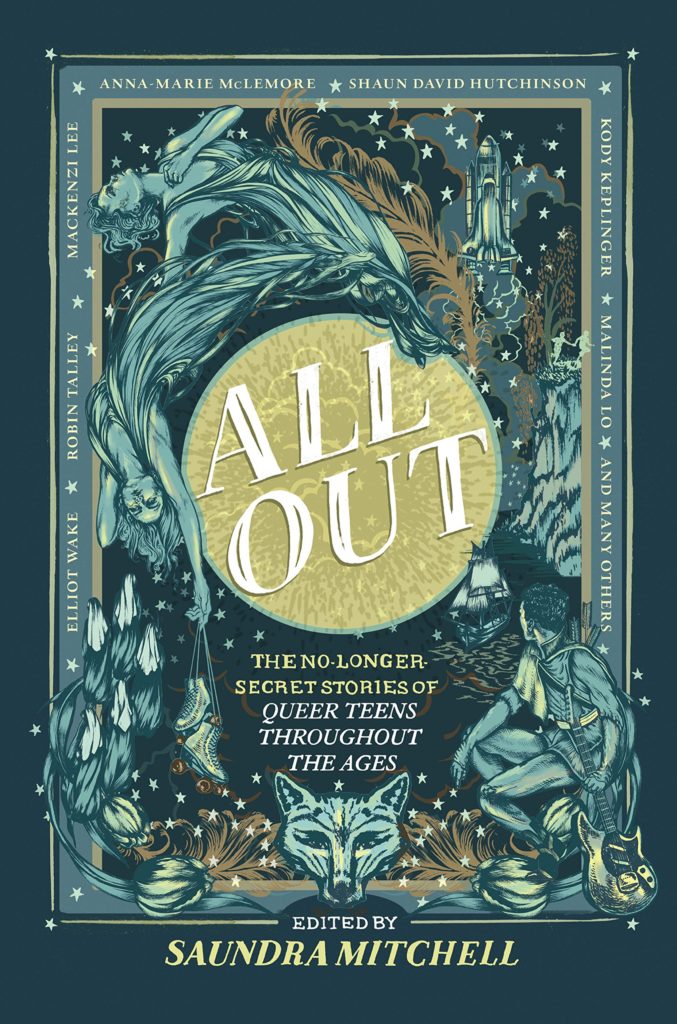 ANNA-MARIE McLEMORE ★ SHAUN DAVID HUTCHINSON
MACKENZI LEE
ROBIN TALLEY ★
ELLIOT WAKE ★
KODY KEPLINGER ★ MALINDA LO ★ AND MANY OTHERS
ALL
OUT
THE NO-LONGER-
SECRET STORIES OF
QUEER TEENS
THROUGHOUT
THE AGES
EDITED BY
SAUNDRA MITCHELL